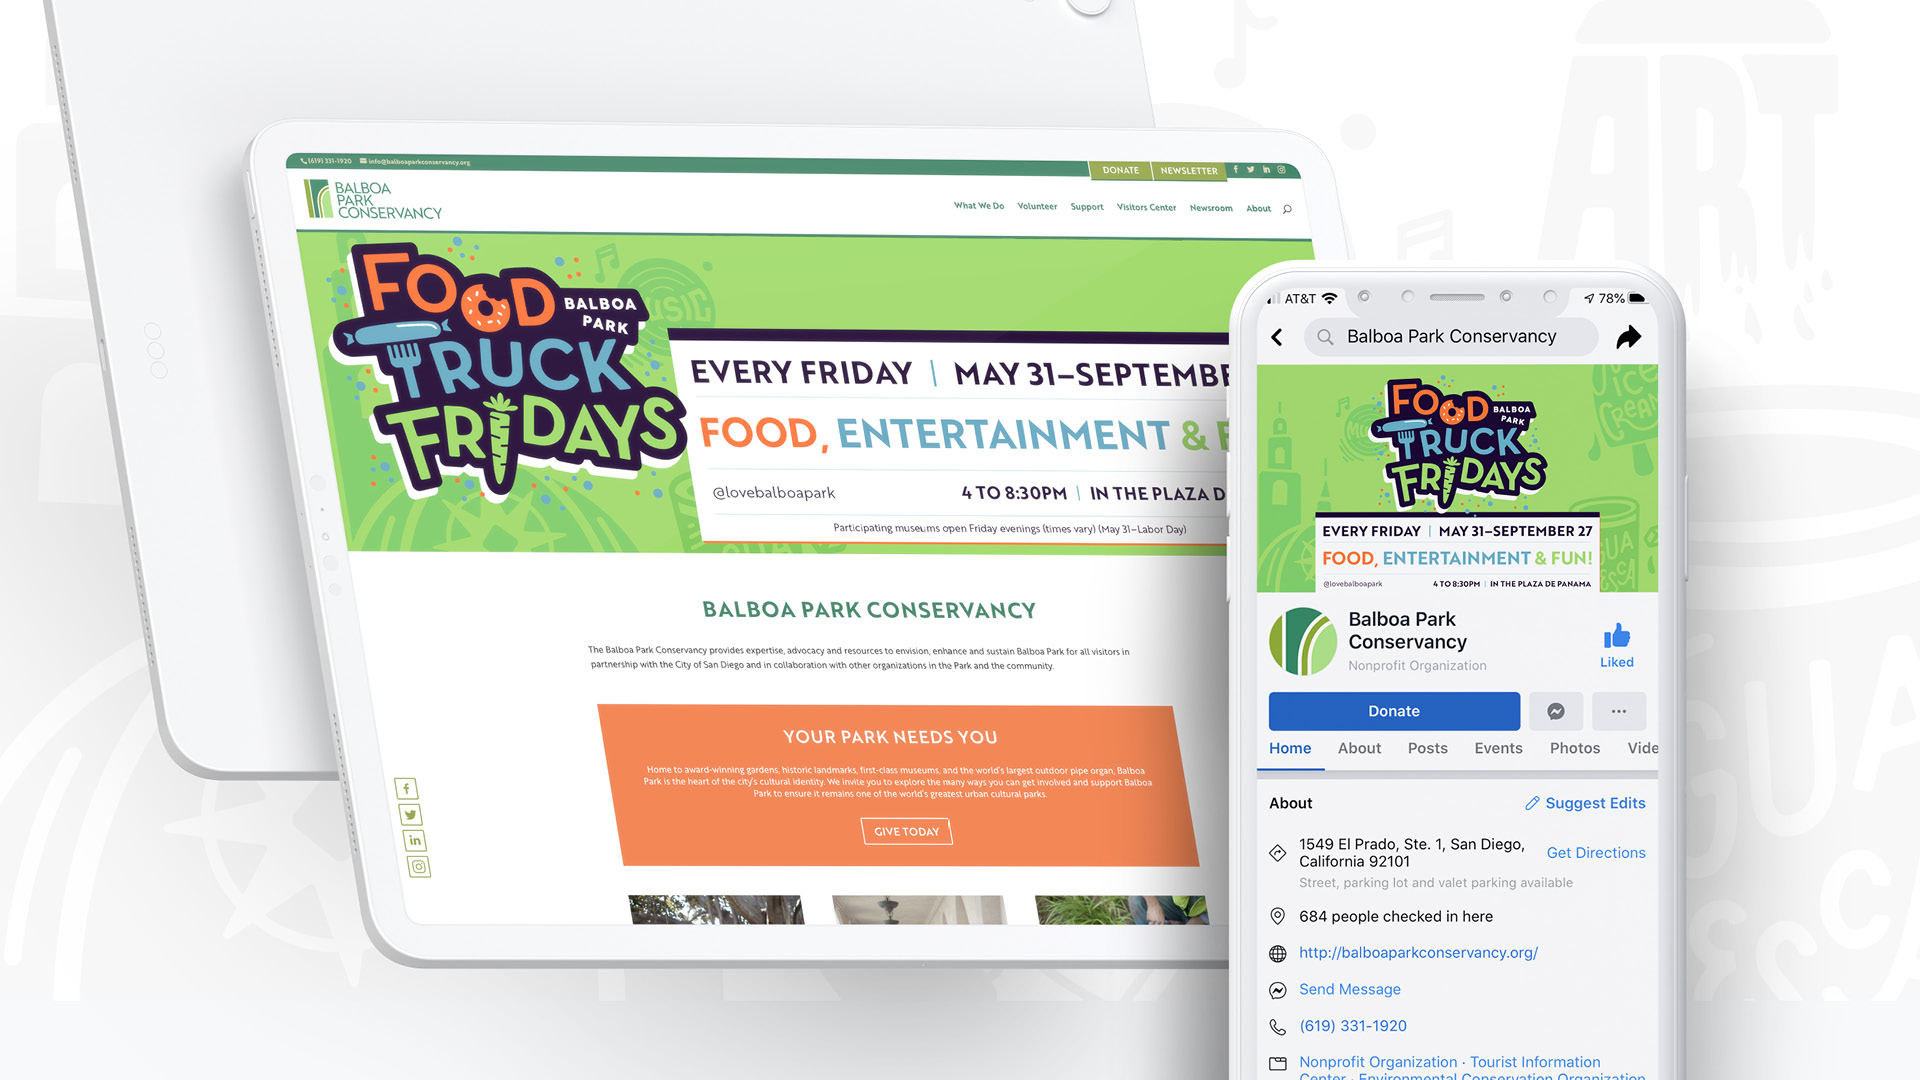 (619) 331-1920 info@balboaparkconservancy.org
DONATE NEWSLETTER
BALBOA
PARK
CONSERVANCY
What We Do Volunteer Support Visitors Center Newsroom About
FOOD
BALBOA
PARK
TRUCK
FRIDAYS
MUSIC
EVERY FRIDAY | MAY 31–SEPTEMBE
FOOD, ENTERTAINMENT & F
@lovebalboapark 4 TO 8:30PM | IN THE PLAZA D
Participating museums open Friday evenings (times vary) (May 31–Labor Day)
BALBOA PARK CONSERVANCY
The Balboa Park Conservancy provides expertise, advocacy and resources to envision, enhance and sustain Balboa Park for all visitors in
partnership with the City of San Diego and in collaboration with other organizations in the Park and the community.
YOUR PARK NEEDS YOU
Home to award-winning gardens, historic landmarks, first-class museums, and the world's largest outdoor pipe organ, Balboa
Park is the heart of the city's cultural identity. We invite you to explore the many ways you can get involved and support Balboa
Park to ensure it remains one of the world's greatest urban cultural parks.
GIVE TODAY
ART
AT&T 78%
Balboa Park Conservancy
FOOD
BALBOA
PARK
TRUCK
FRIDAYS
ICE
CREAM
EVERY FRIDAY | MAY 31–SEPTEMBER 27
FOOD, ENTERTAINMENT & FUN!
@lovebalboapark 4 TO 8:30PM | IN THE PLAZA DE PANAMA
Balboa Park
Conservancy
Nonprofit Organization
Liked
Donate
Home About Posts Events Photos Vide
About Suggest Edits
1549 El Prado, Ste. 1, San Diego,
California 92101
Get Directions
Street, parking lot and valet parking available
684 people checked in here
http://balboaparkconservancy.org/
Send Message
(619) 331-1920
Nonprofit Organization · Tourist Information
Center · Environmental Conservation Organization